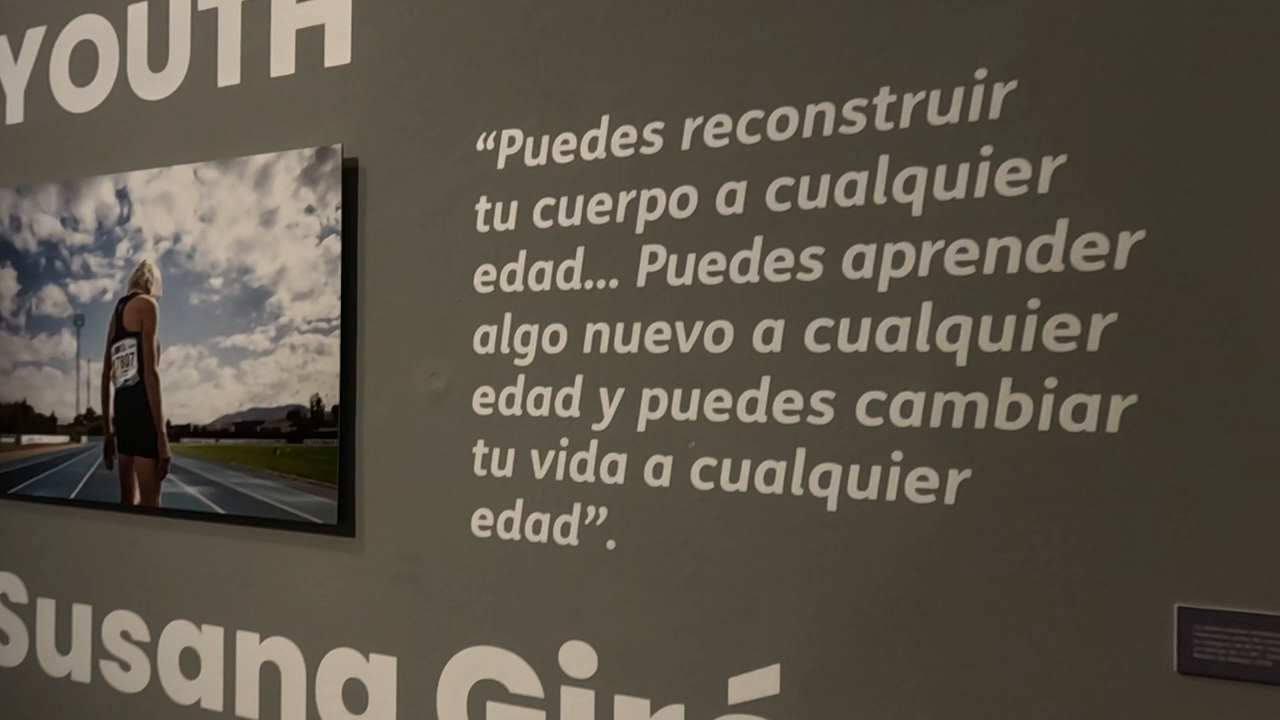 YOUTH
“Puedes reconstruir
tu cuerpo a cualquier
edad... Puedes aprender
algo nuevo a cualquier
edad y puedes cambiar
tu vida a cualquier
edad”.
Susana Giró